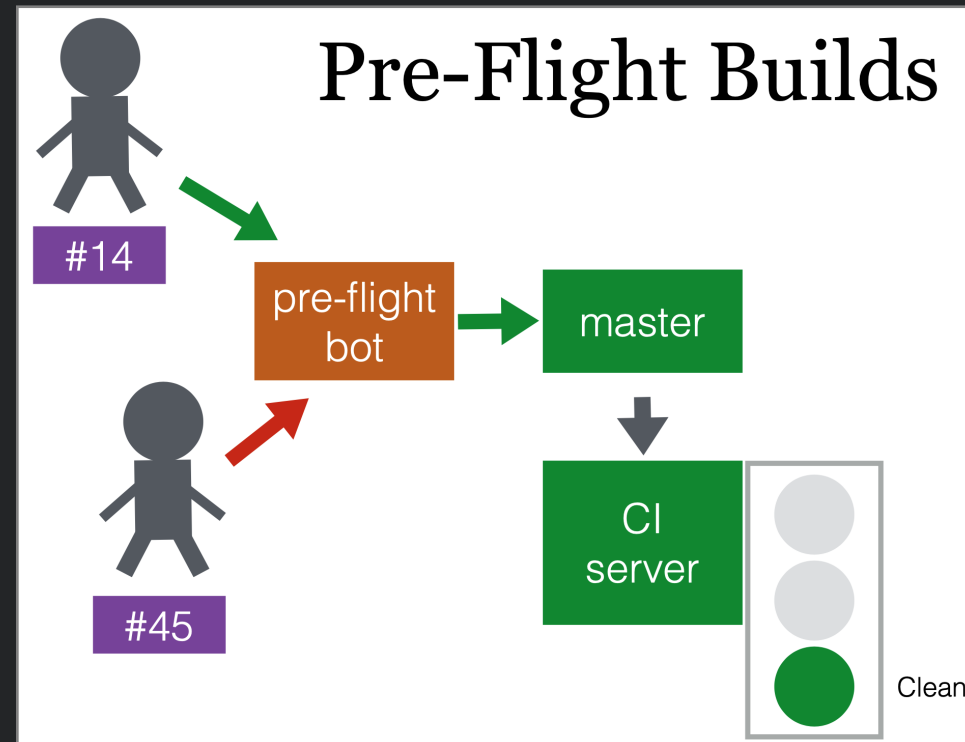 Pre-Flight Builds
#14
pre-flight
bot
master
CI
server
#45
Clean